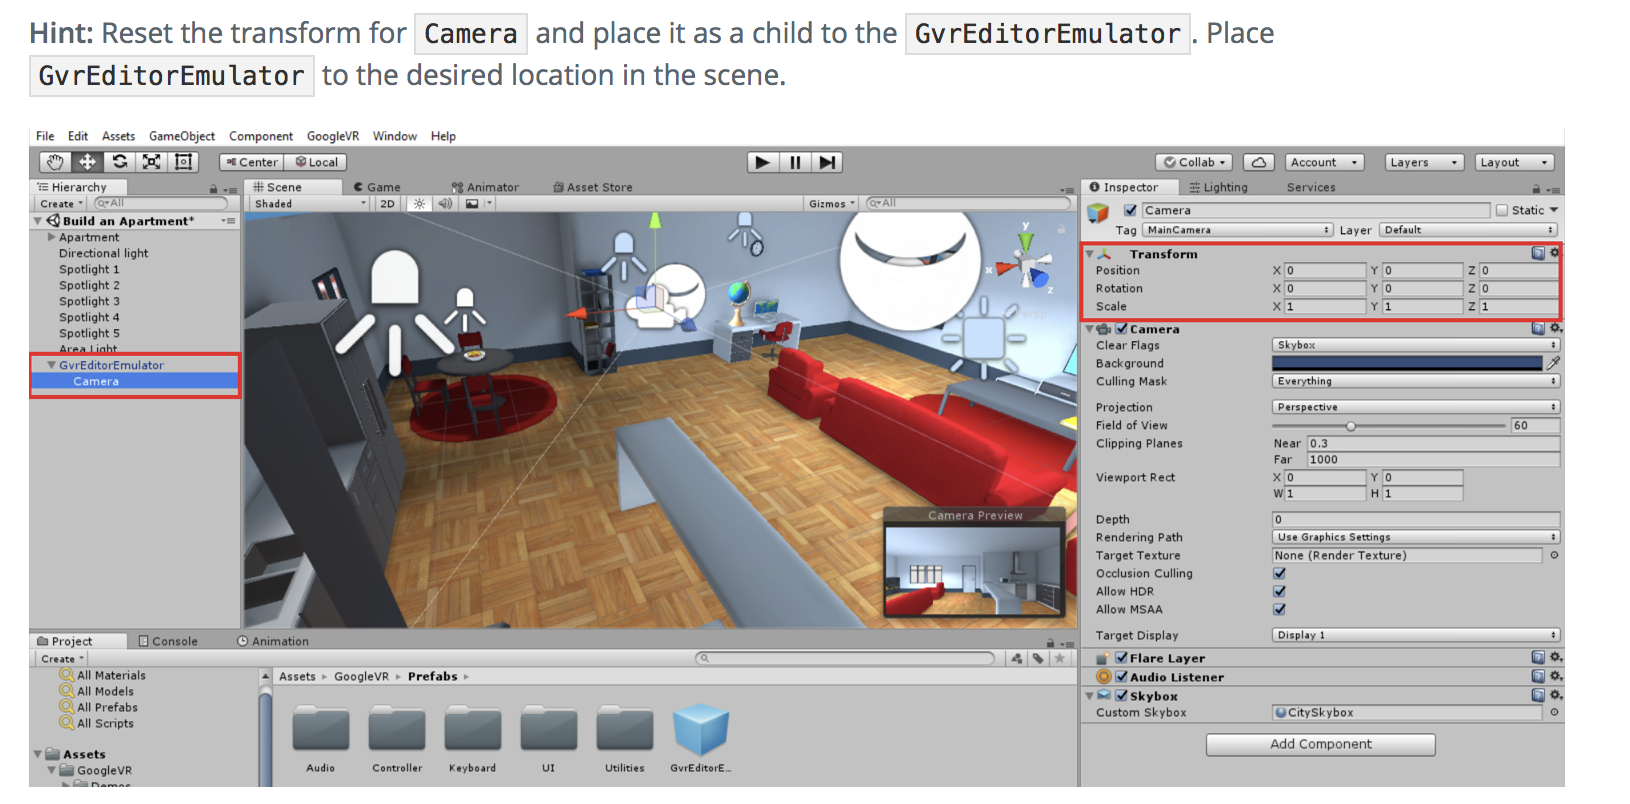 Hint: Reset the transform for Camera and place it as a child to the GvrEditorEmulator. Place
GvrEditorEmulator to the desired location in the scene.
File Edit Assets GameObject Component GoogleVR Window Help
Center Local Collab Account Layers Layout
Hierarchy
Create All
Build an Apartment*
Apartment
Directional light
Spotlight 1
Spotlight 2
Spotlight 3
Spotlight 4
Spotlight 5
Area Light
GvrEditorEmulator
Camera
Scene Game Animator Asset Store
Shaded 2D Gizmos All
y
x
z
Persp
Camera Preview
Inspector Lighting Services
Camera Static
Tag MainCamera Layer Default
Transform
Position X 0 Y 0 Z 0
Rotation X 0 Y 0 Z 0
Scale X 1 Y 1 Z 1
Camera
Clear Flags Skybox
Background
Culling Mask Everything
Projection Perspective
Field of View 60
Clipping Planes Near 0.3
Far 1000
Viewport Rect X 0 Y 0
W 1 H 1
Depth 0
Rendering Path Use Graphics Settings
Target Texture None (Render Texture)
Occlusion Culling
Allow HDR
Allow MSAA
Target Display Display 1
Flare Layer
Audio Listener
Skybox
Custom Skybox CitySkybox
Add Component
Project Console Animation
Create
All Materials
All Models
All Prefabs
All Scripts
Assets
GoogleVR
Demos
Assets GoogleVR Prefabs
Audio Controller Keyboard UI Utilities GvrEditorE...